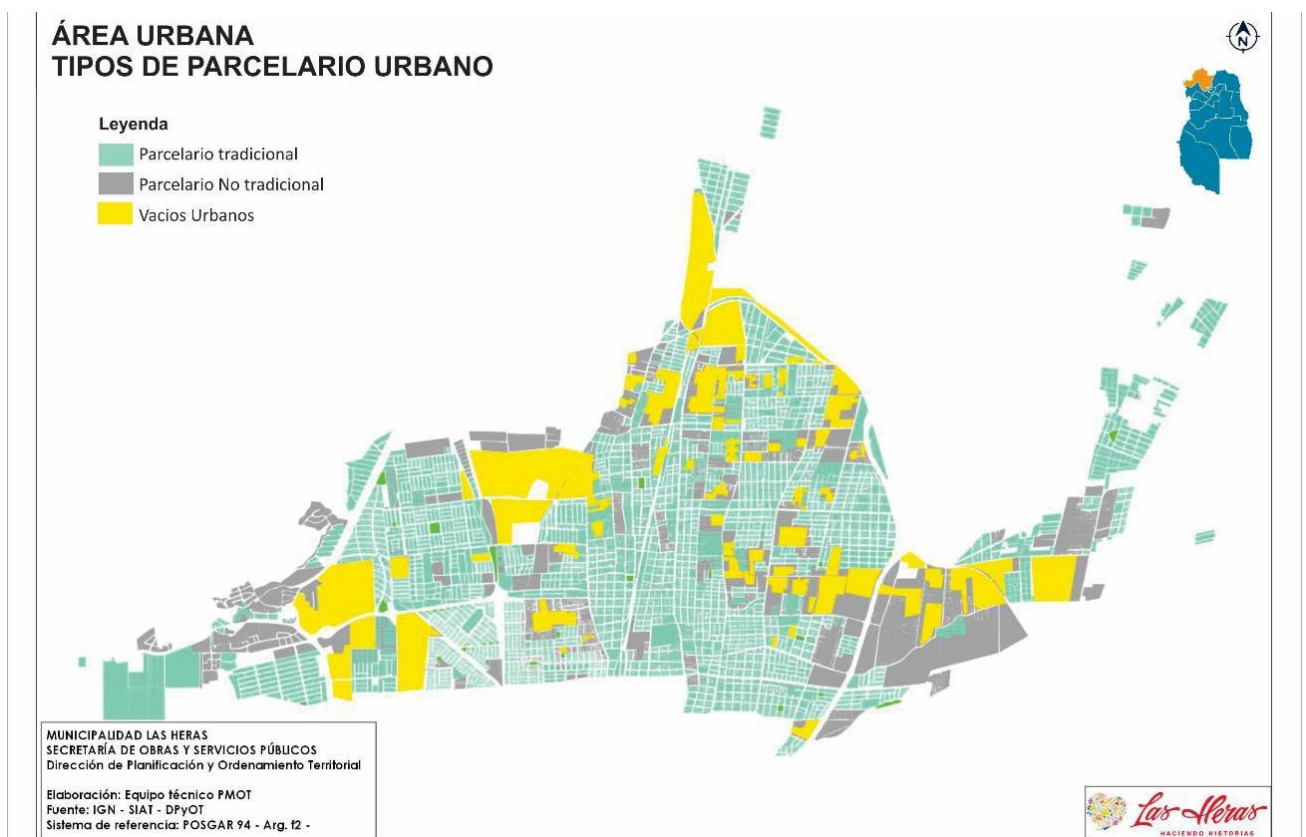 ÁREA URBANA
TIPOS DE PARCELARIO URBANO
N
Leyenda
Parcelario tradicional
Parcelario No tradicional
Vacios Urbanos
MUNICIPALIDAD LAS HERAS
SECRETARÍA DE OBRAS Y SERVICIOS PÚBLICOS
Dirección de Planificación y Ordenamiento Territorial
Elaboración: Equipo técnico PMOT
Fuente: IGN - SIAT - DPyOT
Sistema de referencia: POSGAR 94 - Arg. f2 -
Las Heras
HACIENDO HISTORIAS